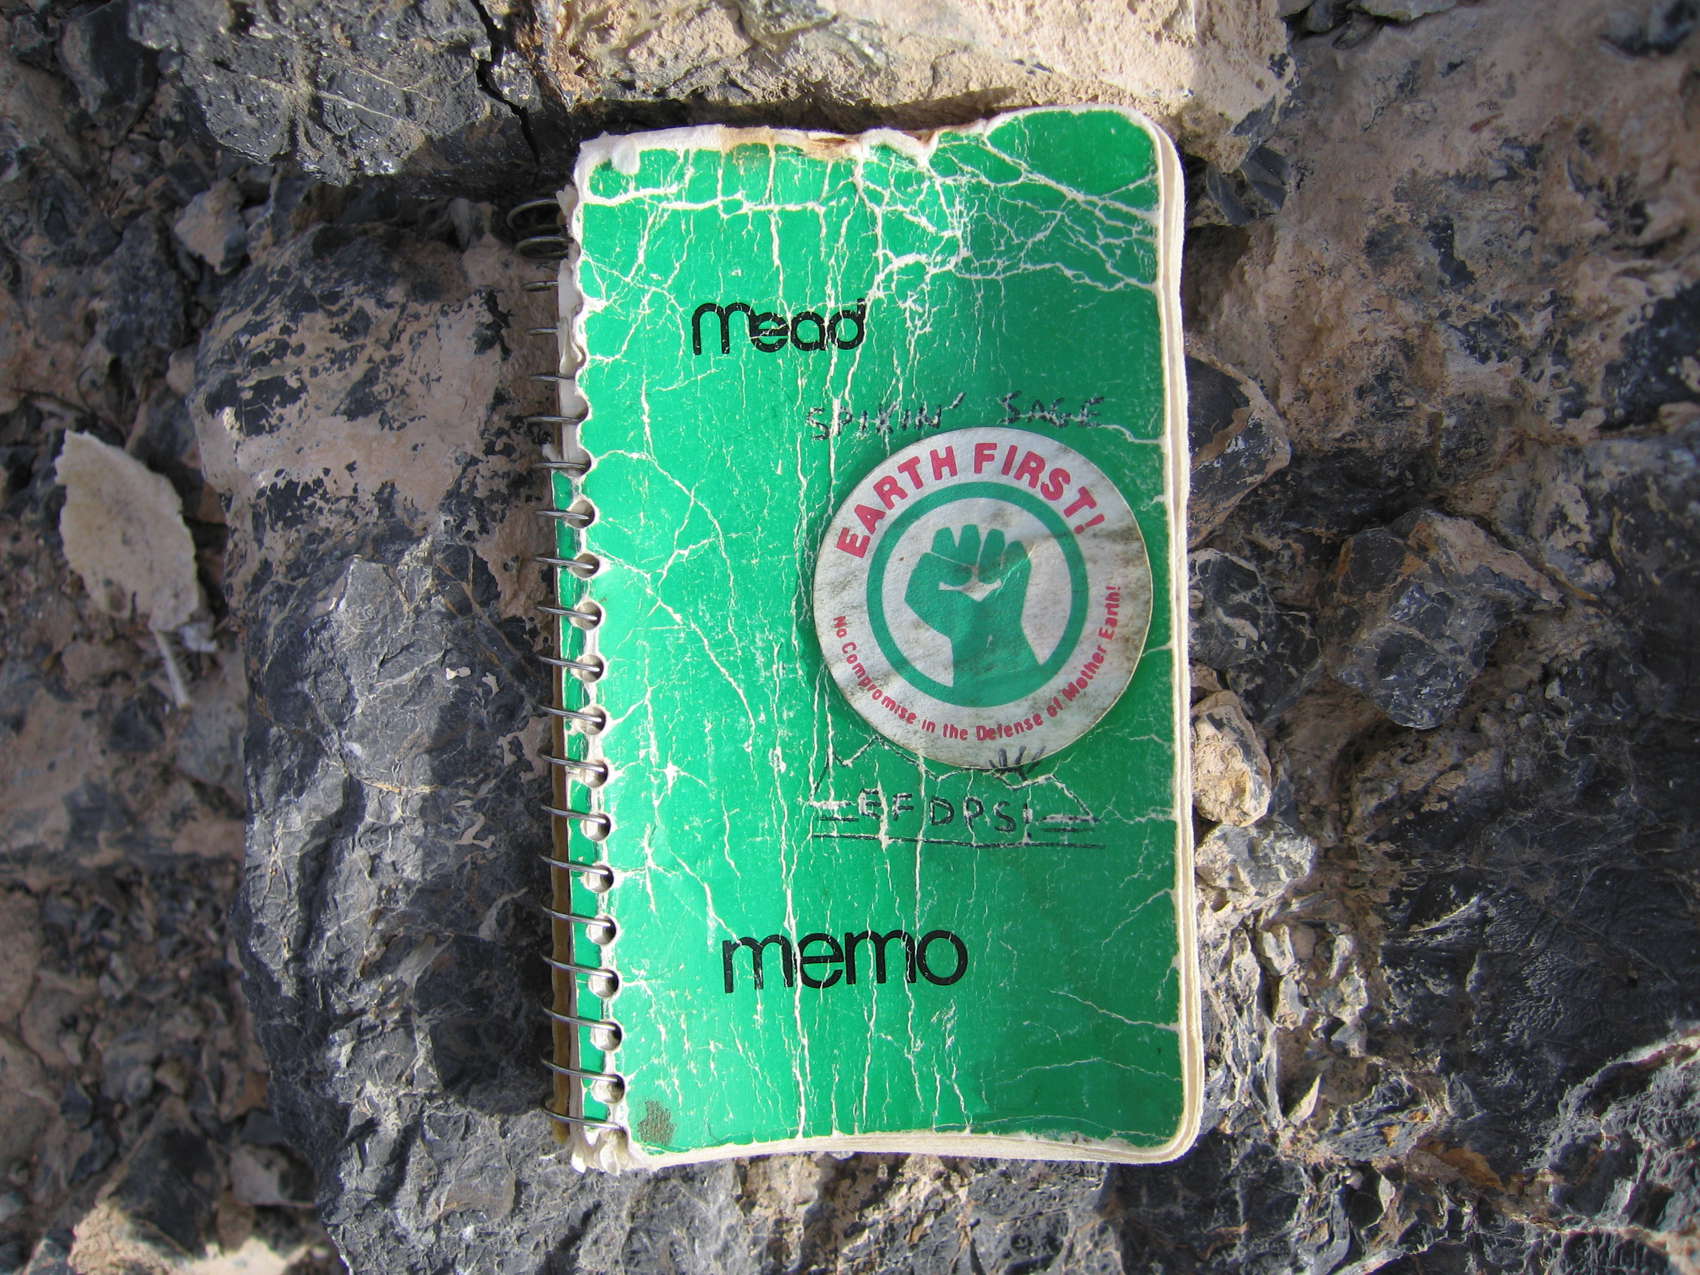 mead
SPIKIN' SAGE
EARTH FIRST!
No Compromise in the Defense of Mother Earth!
EFDPS!
memo